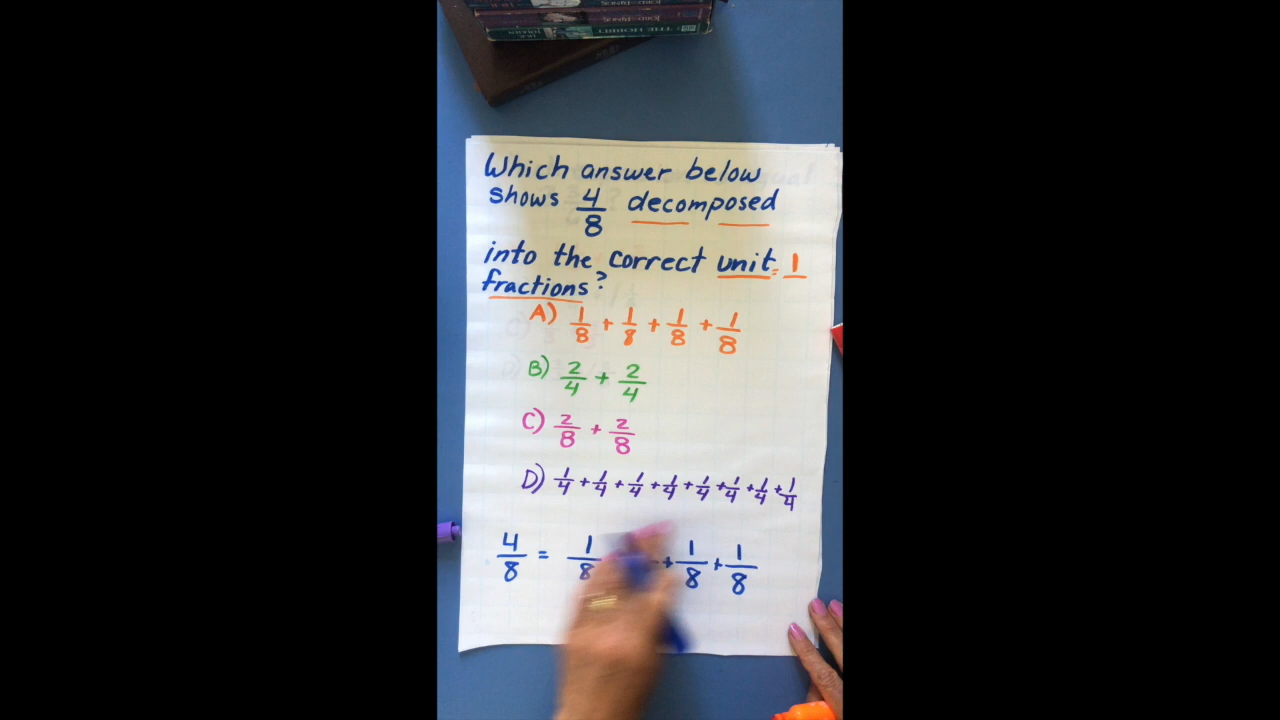 THE HOBBIT
Which answer below
shows 4/8 decomposed
into the correct unit = 1
fractions?
A) 1/8 + 1/8 + 1/8 + 1/8
B) 2/4 + 2/4
C) 2/8 + 2/8
D) 1/4 + 1/4 + 1/4 + 1/4 + 1/4 + 1/4 + 1/4 + 1/4
4/8 = 1/8 + 1/8 + 1/8